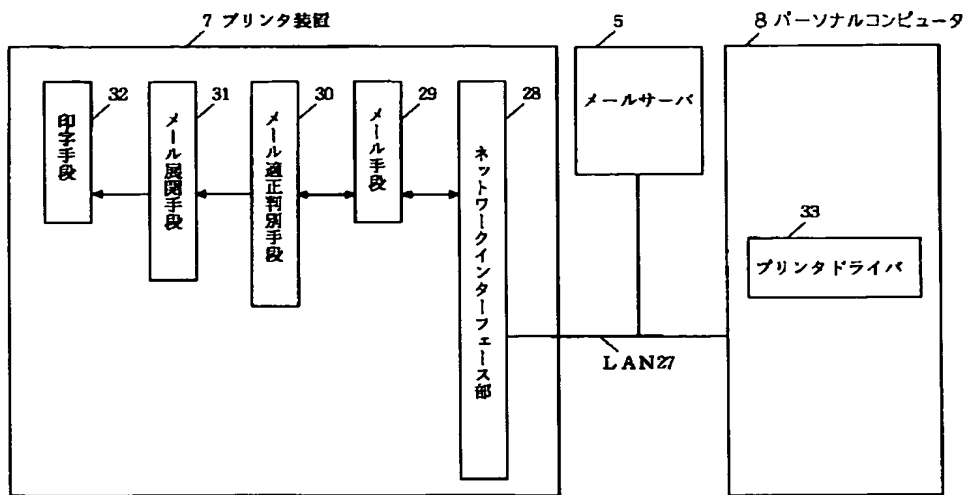 7 プリンタ装置
5
8 パーソナルコンピュータ
32
31
30
29
28
印字手段
メール展開手段
メール適正判別手段
メール手段
ネットワークインターフェース部
メールサーバ
33
プリンタドライバ
LAN27